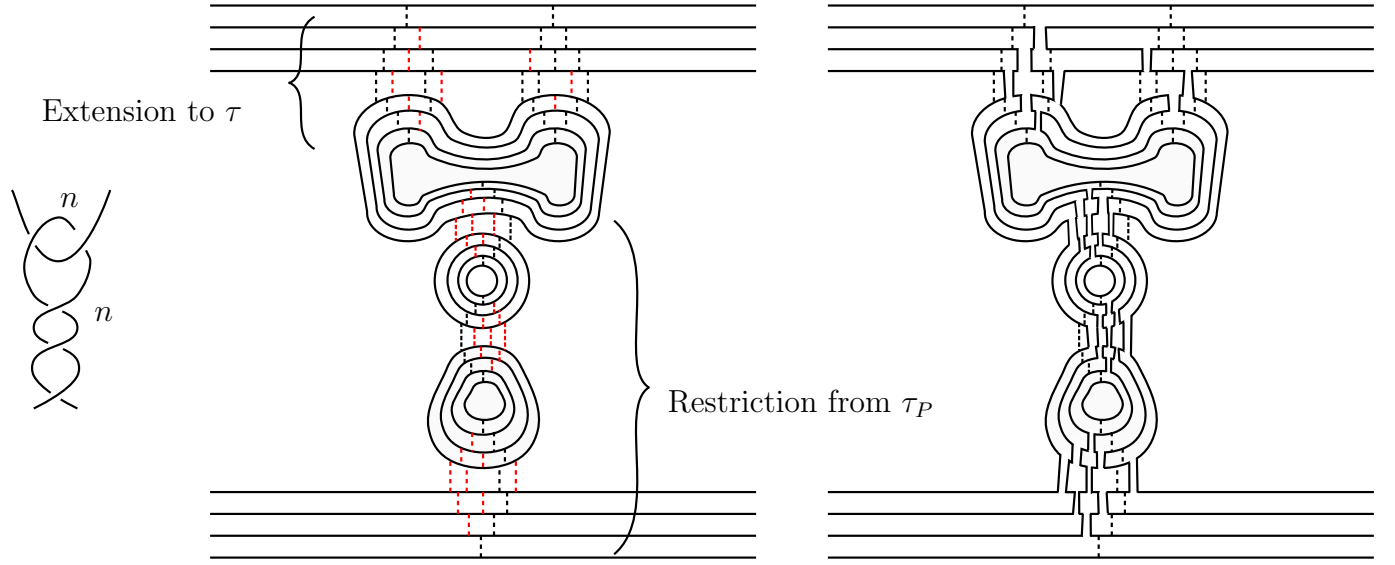 Extension to τ
n
n
Restriction from τ_P